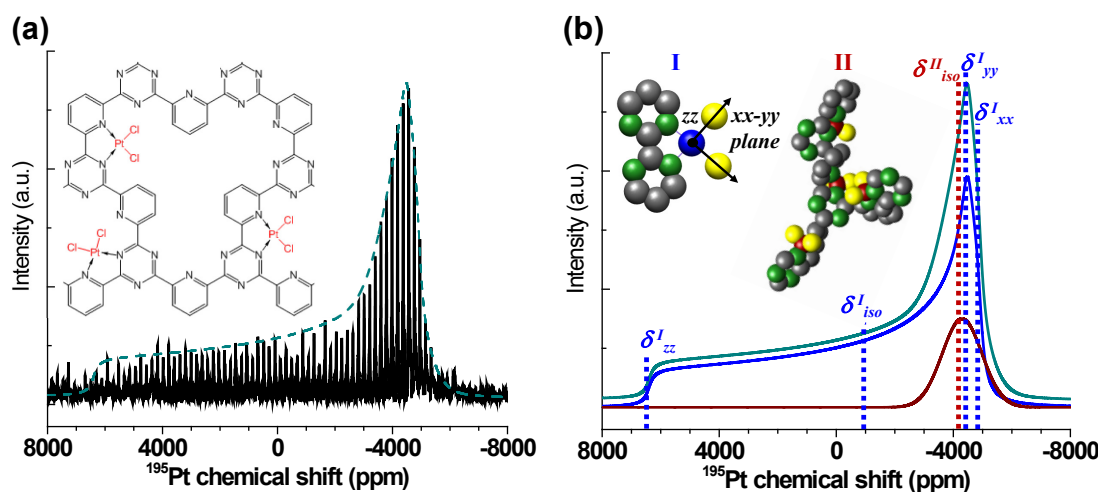 (a)
Intensity (a.u.)
N N N N N N
N N N
N N
Cl
Pt
Cl
N N
N N N N
N N
Cl
Cl
Pt
N N
Cl
Pt
Cl
N N
N N N N N N
8000 4000 0 -4000 -8000
¹⁹⁵Pt chemical shift (ppm)
(b)
Intensity (a.u.)
I
zz
xx-yy
plane
II
δᴵᴵiso
δᴵyy
δᴵxx
δᴵiso
δᴵzz
8000 4000 0 -4000 -8000
¹⁹⁵Pt chemical shift (ppm)